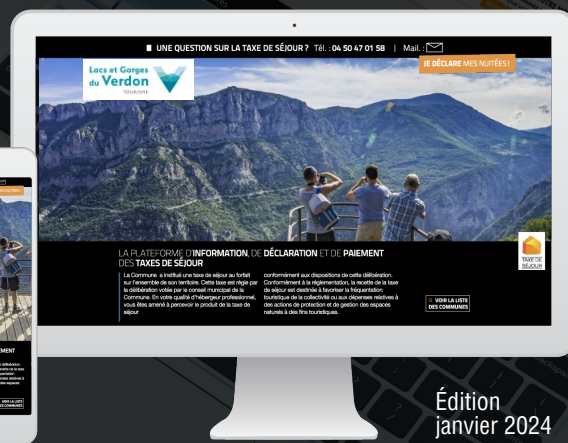 UNE QUESTION SUR LA TAXE DE SÉJOUR ? Tél. : 04 50 47 01 58 | Mail. :
JE DÉCLARE MES NUITÉES !
Lacs et Gorges
du Verdon
TOURISME
LA PLATEFORME D'INFORMATION, DE DÉCLARATION ET DE PAIEMENT
DES TAXES DE SÉJOUR
La Commune a institué une taxe de séjour au forfait
sur l'ensemble de son territoire. Cette taxe est régie par
la délibération votée par le conseil municipal de la
Commune. En votre qualité d'hébergeur professionnel,
vous êtes amené à percevoir le produit de la taxe de
séjour
conformément aux dispositions de cette délibération.
Conformément à la réglementation, la recette de la taxe
de séjour est destinée à favoriser la fréquentation
touristique de la collectivité ou aux dépenses relatives à
des actions de protection et de gestion des espaces
naturels à des fins touristiques.
TAXE DE
SÉJOUR
VOIR LA LISTE
DES COMMUNES
Édition
janvier 2024